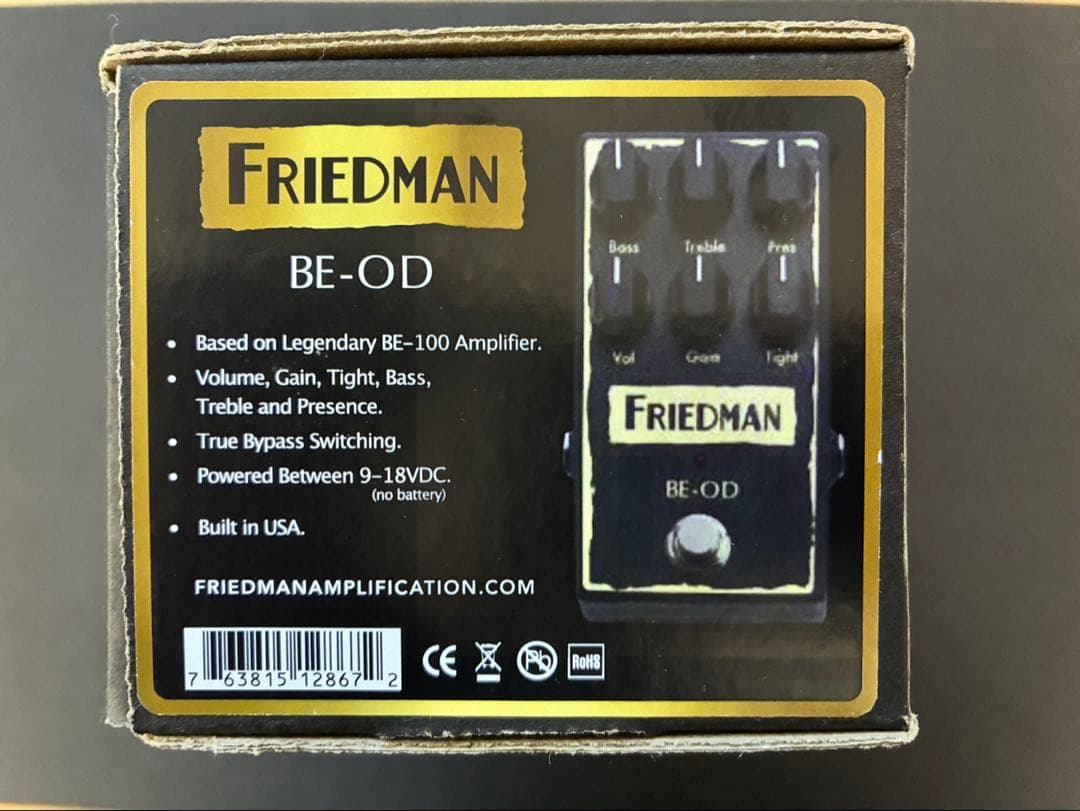 FRIEDMAN
BE-OD
• Based on Legendary BE-100 Amplifier.
• Volume, Gain, Tight, Bass,
Treble and Presence.
• True Bypass Switching.
• Powered Between 9-18VDC.
(no battery)
• Built in USA.
FRIEDMANAMPLIFICATION.COM
7 63815 12867 2
CE Pb RoHS
Bass Treble Pres
Vol Gain Tight
FRIEDMAN
BE-OD